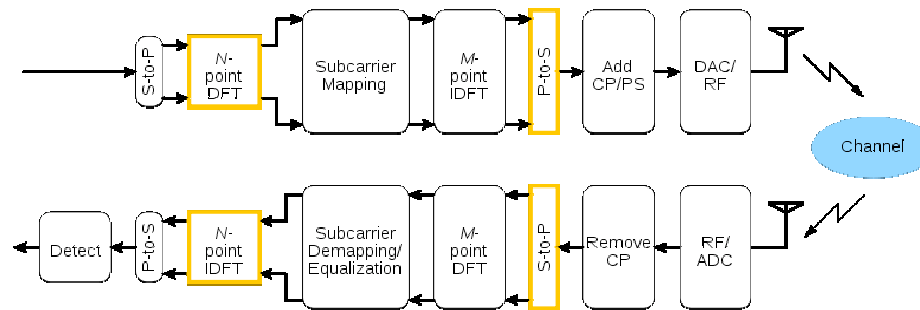 S-to-P
N-
point
DFT
Subcarrier
Mapping
M-
point
IDFT
P-to-S
Add
CP/PS
DAC/
RF
Channel
Detect
P-to-S
N-
point
IDFT
Subcarrier
Demapping/
Equalization
M-
point
DFT
S-to-P
Remove
CP
RF/
ADC